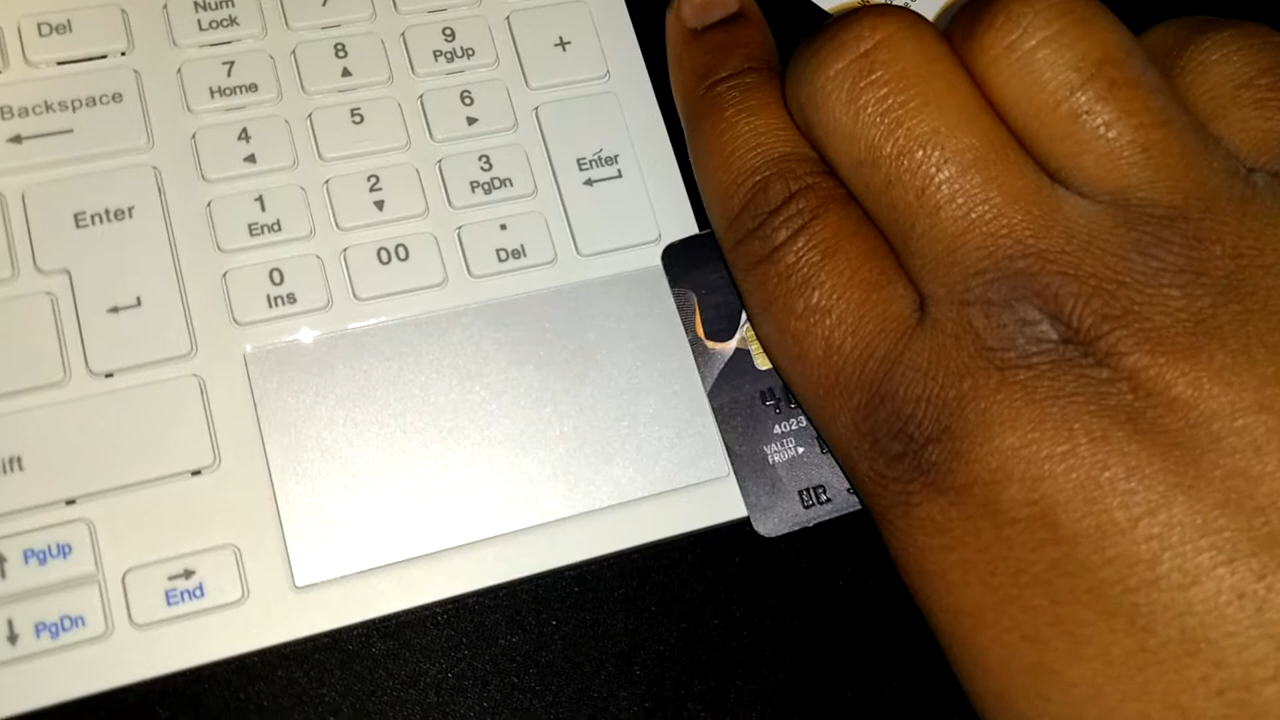 Del
Num
Lock
7
8
9
PgUp
+
7
Home
Backspace
4
5
6
Enter
3
PgDn
2
1
End
Enter
Del
00
0
Ins
4023
VALID
FROM
MR
PgUp
End
PgDn